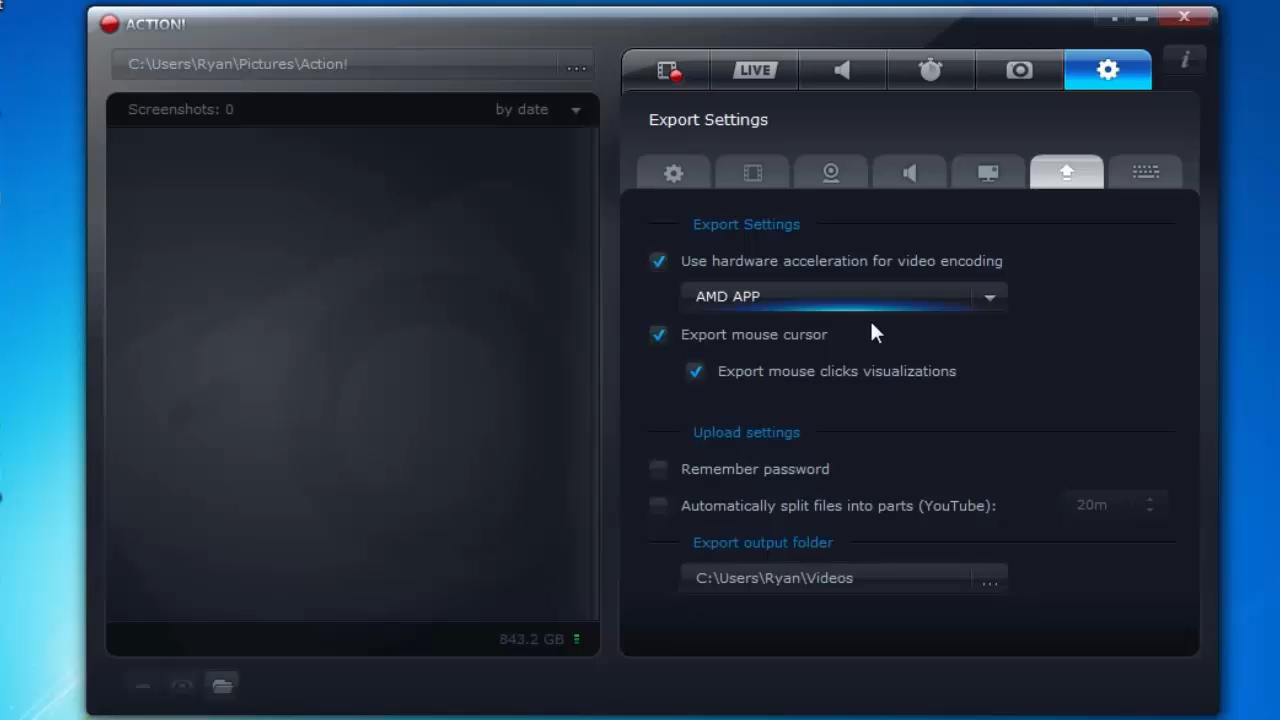 ACTION!
C:\Users\Ryan\Pictures\Action!
...
LIVE
i
Screenshots: 0
by date
Export Settings
Export Settings
Use hardware acceleration for video encoding
AMD APP
Export mouse cursor
Export mouse clicks visualizations
Upload settings
Remember password
Automatically split files into parts (YouTube):
20m
Export output folder
C:\Users\Ryan\Videos
...
843.2 GB